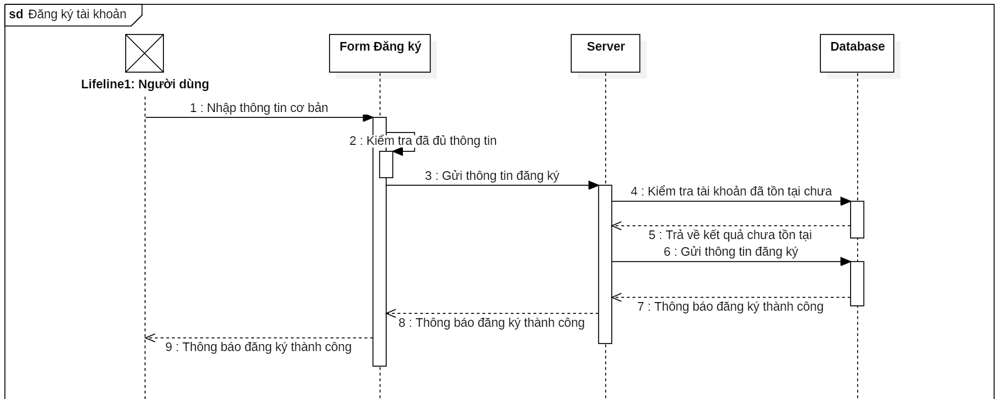 sd Đăng ký tài khoản
Form Đăng ký
Server
Database
Lifeline1: Người dùng
1 : Nhập thông tin cơ bản
2 : Kiểm tra đã đủ thông tin
3 : Gửi thông tin đăng ký
4 : Kiểm tra tài khoản đã tồn tại chưa
5 : Trả về kết quả chưa tồn tại
6 : Gửi thông tin đăng ký
7 : Thông báo đăng ký thành công
8 : Thông báo đăng ký thành công
9 : Thông báo đăng ký thành công